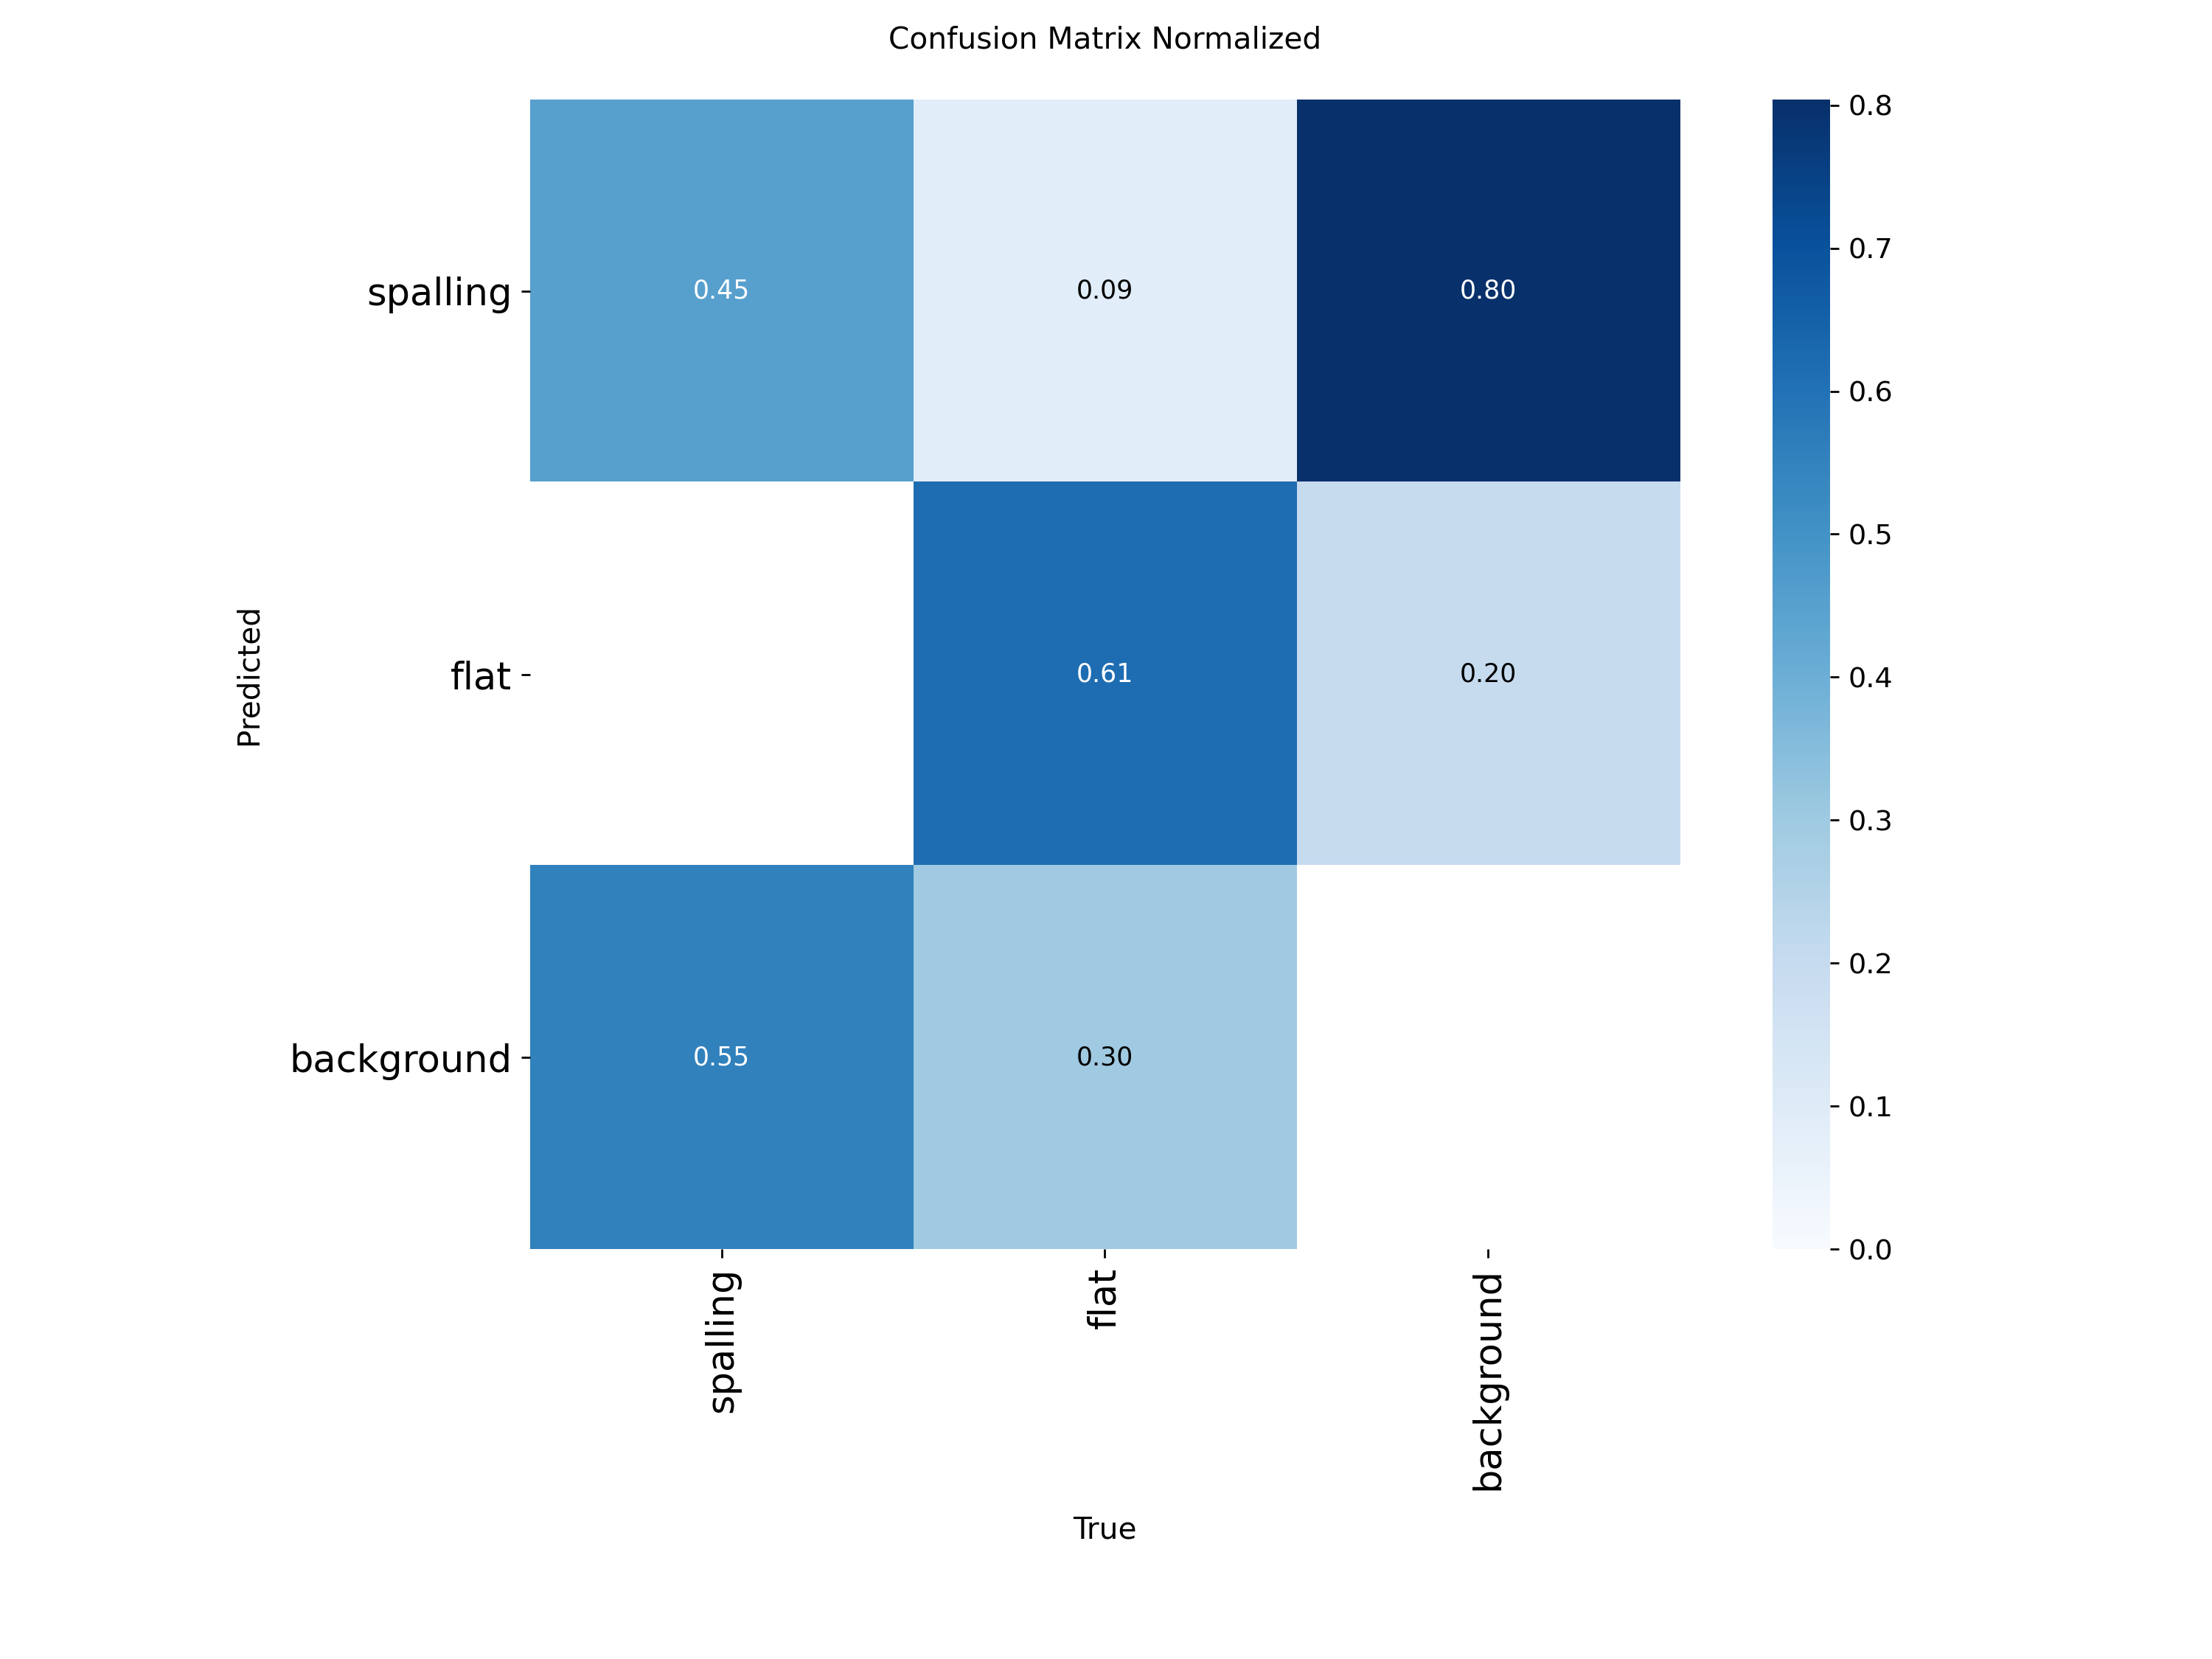 Confusion Matrix Normalized
spalling
0.45
0.09
0.80
flat
0.61
0.20
background
0.55
0.30
Predicted
spalling
flat
background
True
0.8
0.7
0.6
0.5
0.4
0.3
0.2
0.1
0.0